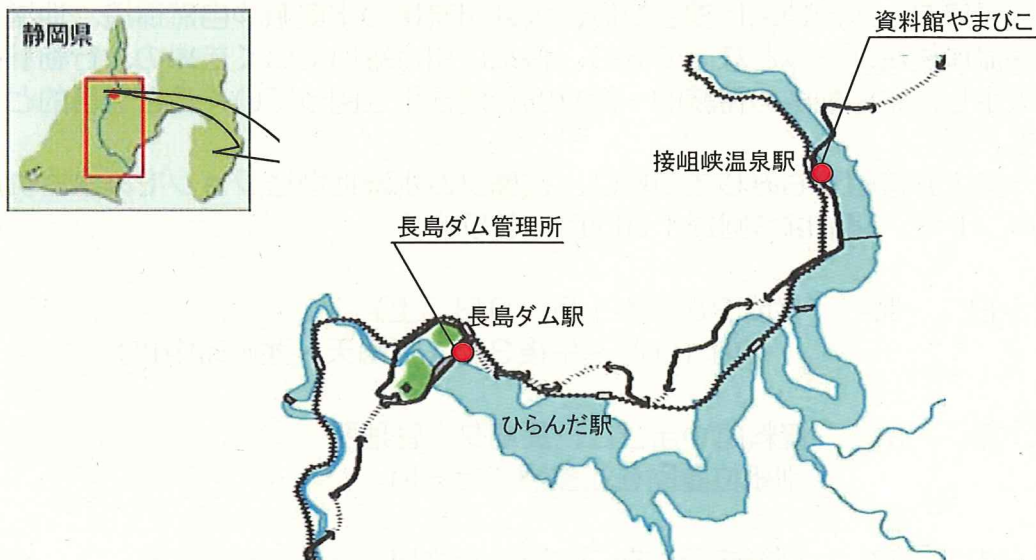 静岡県
資料館やまびこ
接岨峡温泉駅
長島ダム管理所
長島ダム駅
ひらんだ駅